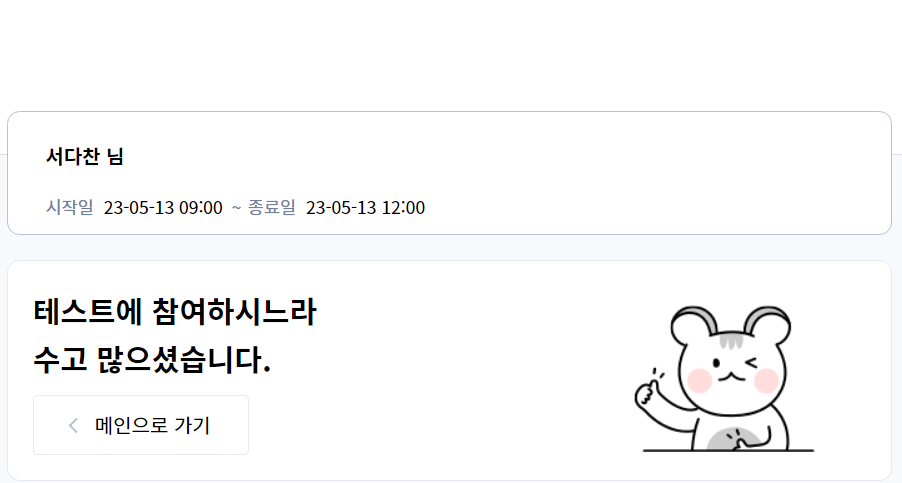 서다찬 님
시작일 23-05-13 09:00 ~ 종료일 23-05-13 12:00
테스트에 참여하시느라
수고 많으셨습니다.
메인으로 가기